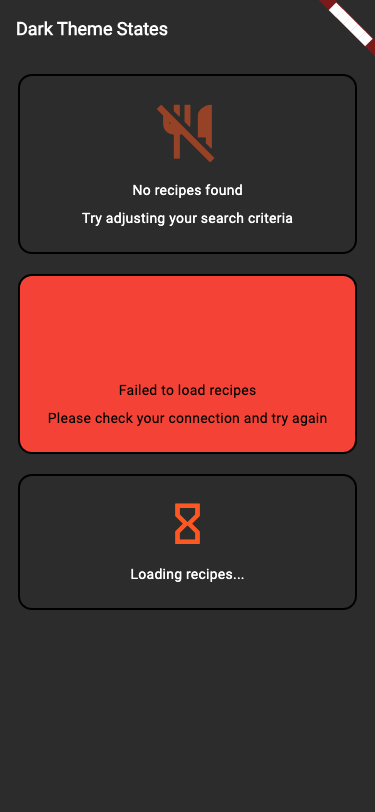 Dark Theme States
No recipes found
Try adjusting your search criteria
Failed to load recipes
Please check your connection and try again
Loading recipes...